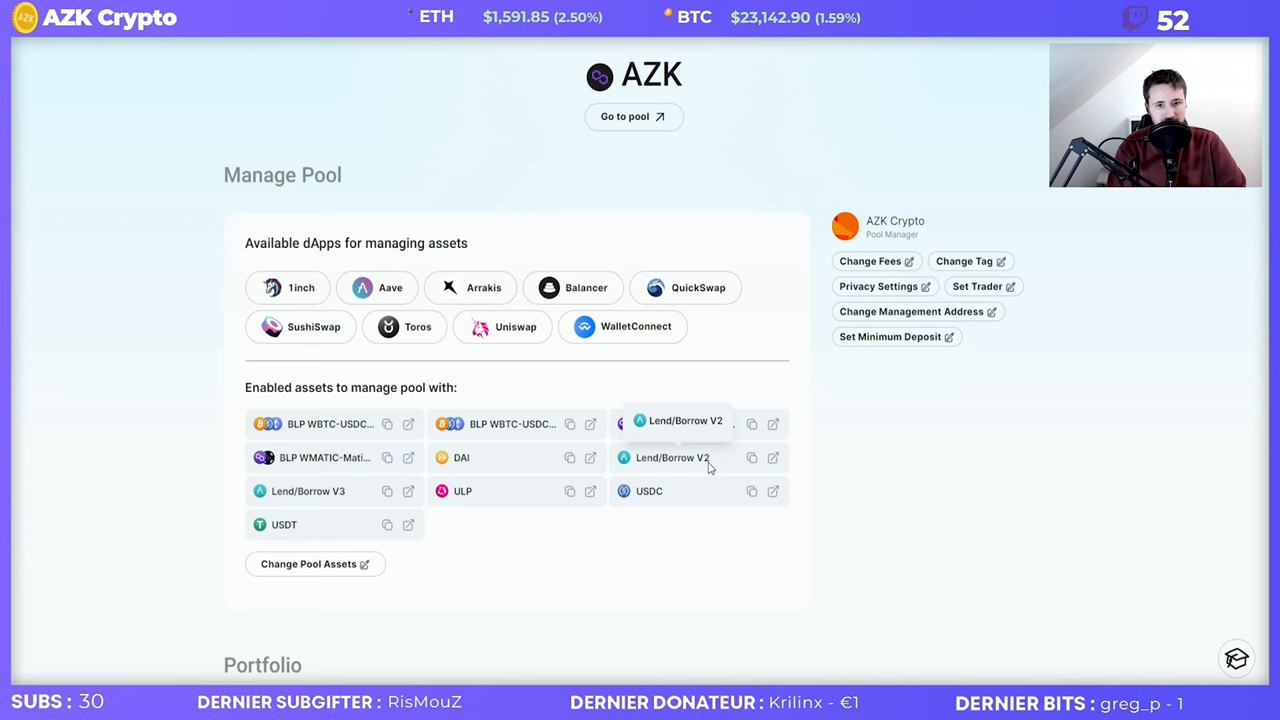 AZK Crypto
ETH $1,591.85 (2.50%)
BTC $23,142.90 (1.59%)
52
AZK
Go to pool
Manage Pool
Available dApps for managing assets
1inch
Aave
Arrakis
Balancer
QuickSwap
SushiSwap
Toros
Uniswap
WalletConnect
Enabled assets to manage pool with:
BLP WBTC-USDC...
BLP WBTC-USDC...
Lend/Borrow V2
BLP WMATIC-Mati...
DAI
Lend/Borrow V2
Lend/Borrow V3
ULP
USDC
USDT
Change Pool Assets
AZK Crypto
Pool Manager
Change Fees
Change Tag
Privacy Settings
Set Trader
Change Management Address
Set Minimum Deposit
Portfolio
SUBS : 30
DERNIER SUBGIFTER : RisMouZ
DERNIER DONATEUR : Krilinx - €1
DERNIER BITS : greg_p - 1